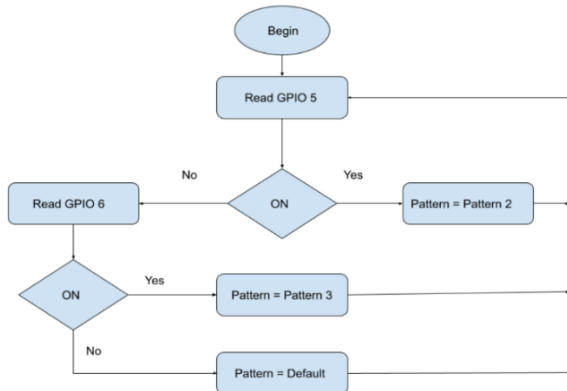 Begin
Read GPIO 5
No
Yes
Read GPIO 6
ON
Pattern = Pattern 2
ON
Yes
Pattern = Pattern 3
No
Pattern = Default